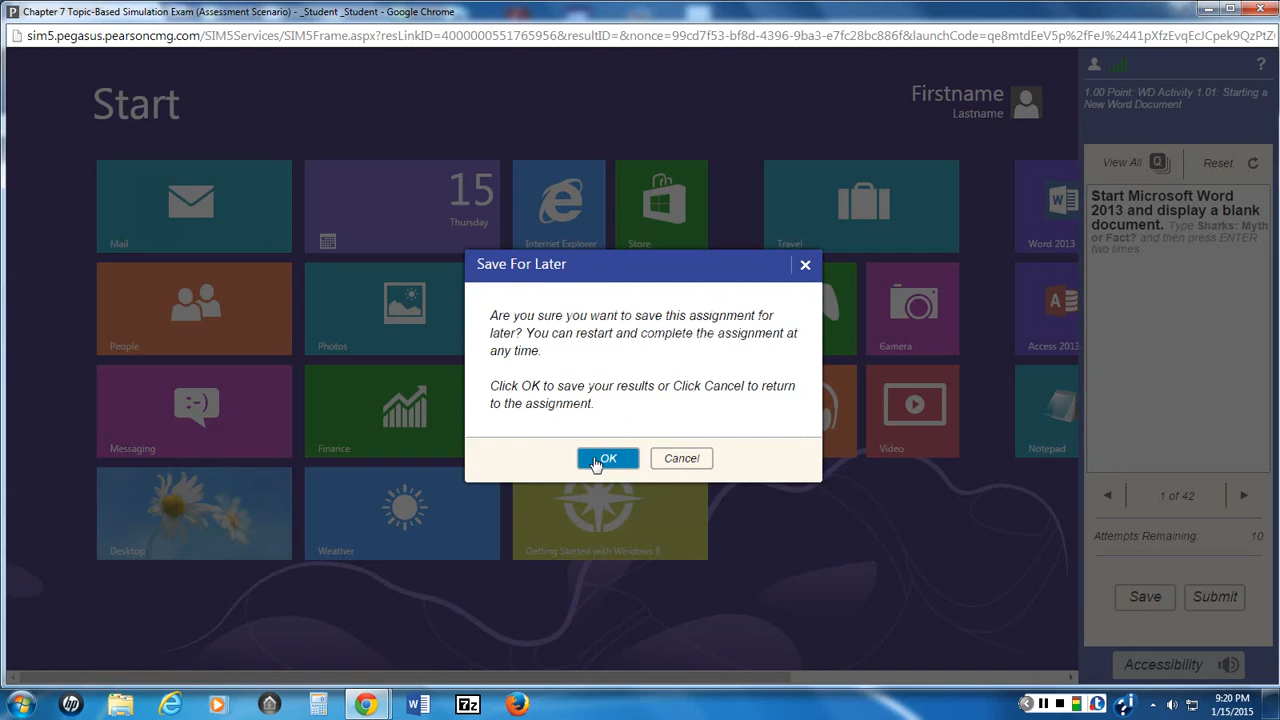 Chapter 7 Topic-Based Simulation Exam (Assessment Scenario) - _Student _Student - Google Chrome
sim5.pegasus.pearsoncmg.com/SIM5Services/SIM5Frame.aspx?resLinkID=4000000551765956&resultID=&nonce=99cd7f53-bf8d-4396-9ba3-e7fc28bc886f&launchCode=qe8mtdEeV5p%2fFeJ%2441pXfzEvqEcJCpek9QzPtZ
Start
Firstname
Lastname
?
1.00 Point: WD Activity 1.01: Starting a
New Word Document
View All
Q
Reset
Start Microsoft Word
2013 and display a blank
document. Type Sharks: Myth
or Fact? and then press ENTER
two times
15
Thursday
Mail
Internet Explorer
Store
Travel
Word 2013
People
Photos
Camera
Access 2013
Messaging
Finance
Video
Notepad
Desktop
Weather
Getting Started with Windows 8
Save For Later
Are you sure you want to save this assignment for
later? You can restart and complete the assignment at
any time.
Click OK to save your results or Click Cancel to return
to the assignment.
OK
Cancel
1 of 42
Attempts Remaining:
10
Save
Submit
Accessibility
hp
7z
9:20 PM
1/15/2015